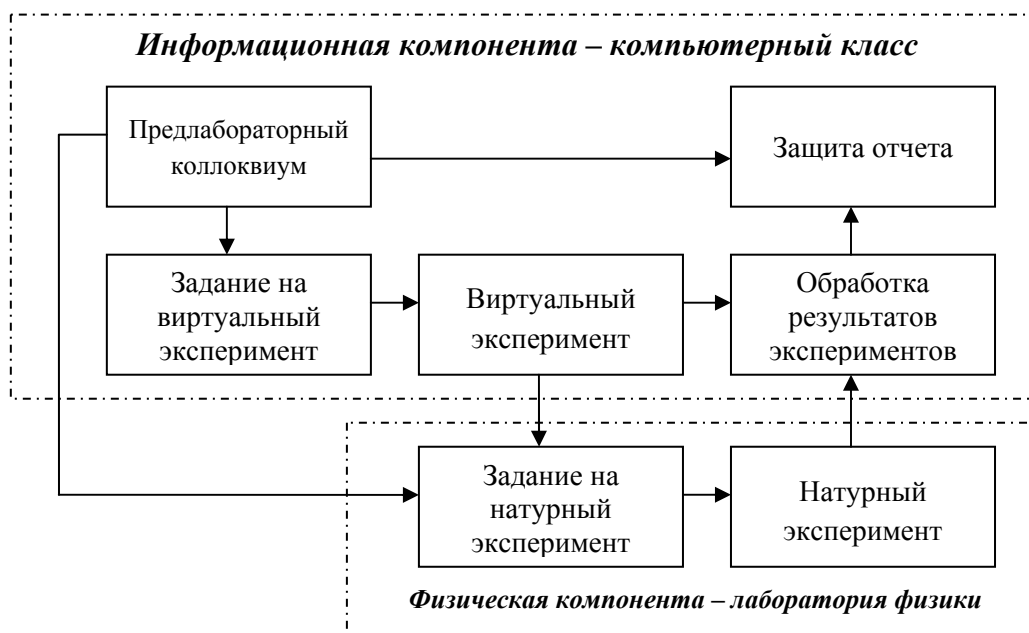 Информационная компонента – компьютерный класс
Предлабораторный
коллоквиум
Защита отчета
Задание на
виртуальный
эксперимент
Виртуальный
эксперимент
Обработка
результатов
экспериментов
Задание на
натурный
эксперимент
Натурный
эксперимент
Физическая компонента – лаборатория физики